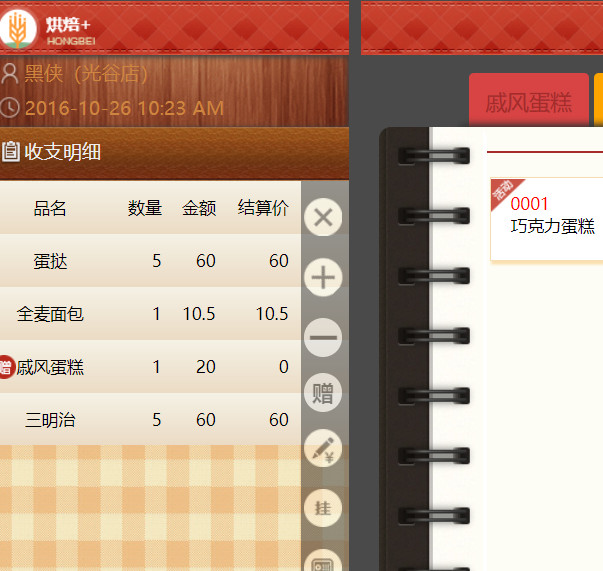 烘焙+
HONGBEI
黑侠（光谷店）
2016-10-26 10:23 AM
收支明细
品名 数量 金额 结算价
蛋挞 5 60 60
全麦面包 1 10.5 10.5
赠 戚风蛋糕 1 20 0
三明治 5 60 60
赠
¥
挂
戚风蛋糕
活动
0001
巧克力蛋糕